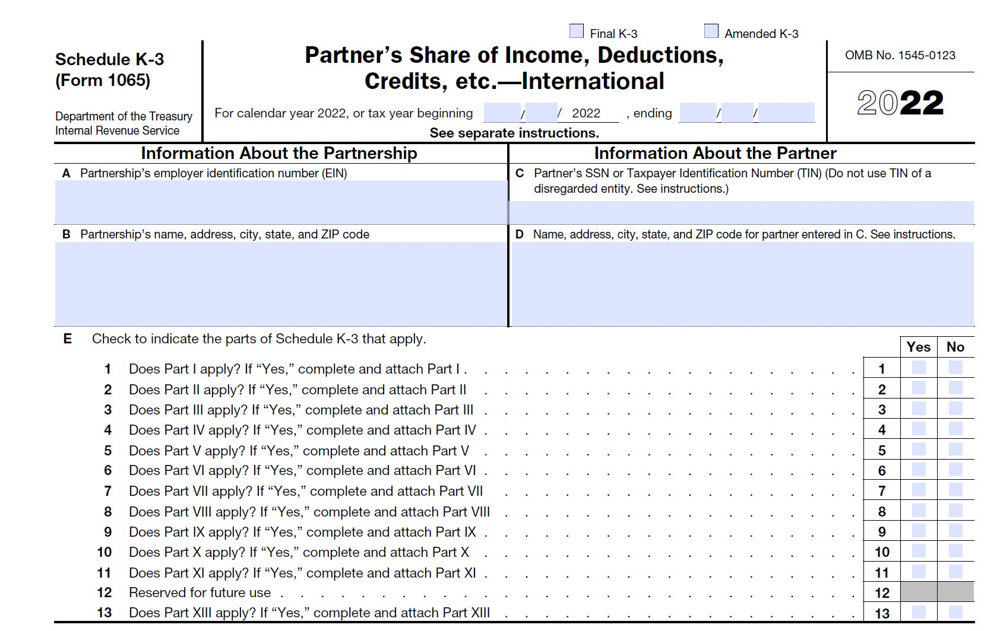 Final K-3 Amended K-3
Schedule K-3
(Form 1065)
Department of the Treasury
Internal Revenue Service
Partner’s Share of Income, Deductions,
Credits, etc.—International
For calendar year 2022, or tax year beginning / / 2022 , ending / /
See separate instructions.
OMB No. 1545-0123
2022
Information About the Partnership
A Partnership’s employer identification number (EIN)
B Partnership’s name, address, city, state, and ZIP code
Information About the Partner
C Partner’s SSN or Taxpayer Identification Number (TIN) (Do not use TIN of a
disregarded entity. See instructions.)
D Name, address, city, state, and ZIP code for partner entered in C. See instructions.
E Check to indicate the parts of Schedule K-3 that apply.
Yes No
1 Does Part I apply? If “Yes,” complete and attach Part I . . . . . . . . . . . . . . . . . . . . 1
2 Does Part II apply? If “Yes,” complete and attach Part II . . . . . . . . . . . . . . . . . . . 2
3 Does Part III apply? If “Yes,” complete and attach Part III . . . . . . . . . . . . . . . . . . . 3
4 Does Part IV apply? If “Yes,” complete and attach Part IV . . . . . . . . . . . . . . . . . . . 4
5 Does Part V apply? If “Yes,” complete and attach Part V . . . . . . . . . . . . . . . . . . . 5
6 Does Part VI apply? If “Yes,” complete and attach Part VI . . . . . . . . . . . . . . . . . . . 6
7 Does Part VII apply? If “Yes,” complete and attach Part VII . . . . . . . . . . . . . . . . . . 7
8 Does Part VIII apply? If “Yes,” complete and attach Part VIII . . . . . . . . . . . . . . . . . . 8
9 Does Part IX apply? If “Yes,” complete and attach Part IX . . . . . . . . . . . . . . . . . . . 9
10 Does Part X apply? If “Yes,” complete and attach Part X . . . . . . . . . . . . . . . . . . . 10
11 Does Part XI apply? If “Yes,” complete and attach Part XI . . . . . . . . . . . . . . . . . . . 11
12 Reserved for future use . . . . . . . . . . . . . . . . . . . . . . . . . . . . . 12
13 Does Part XIII apply? If “Yes,” complete and attach Part XIII . . . . . . . . . . . . . . . . . . 13